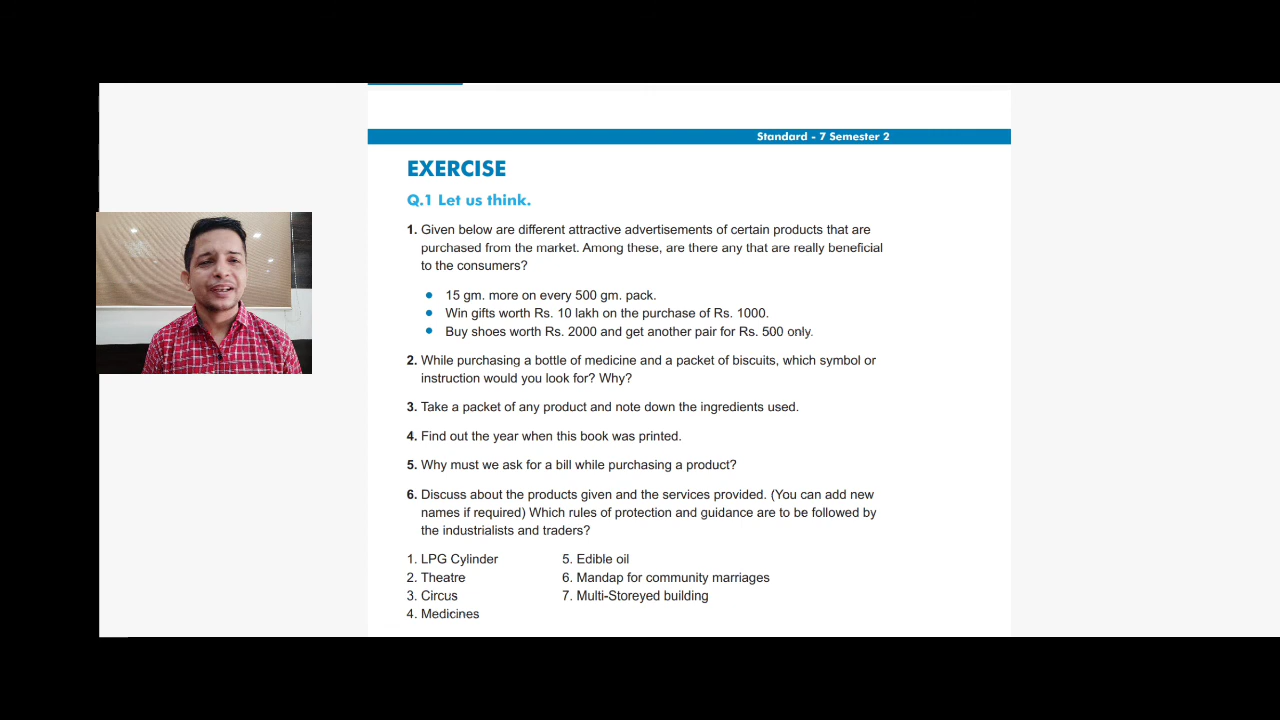 Standard - 7 Semester 2
EXERCISE
Q.1 Let us think.
1. Given below are different attractive advertisements of certain products that are
purchased from the market. Among these, are there any that are really beneficial
to the consumers?
• 15 gm. more on every 500 gm. pack.
• Win gifts worth Rs. 10 lakh on the purchase of Rs. 1000.
• Buy shoes worth Rs. 2000 and get another pair for Rs. 500 only.
2. While purchasing a bottle of medicine and a packet of biscuits, which symbol or
instruction would you look for? Why?
3. Take a packet of any product and note down the ingredients used.
4. Find out the year when this book was printed.
5. Why must we ask for a bill while purchasing a product?
6. Discuss about the products given and the services provided. (You can add new
names if required) Which rules of protection and guidance are to be followed by
the industrialists and traders?
1. LPG Cylinder
2. Theatre
3. Circus
4. Medicines
5. Edible oil
6. Mandap for community marriages
7. Multi-Storeyed building